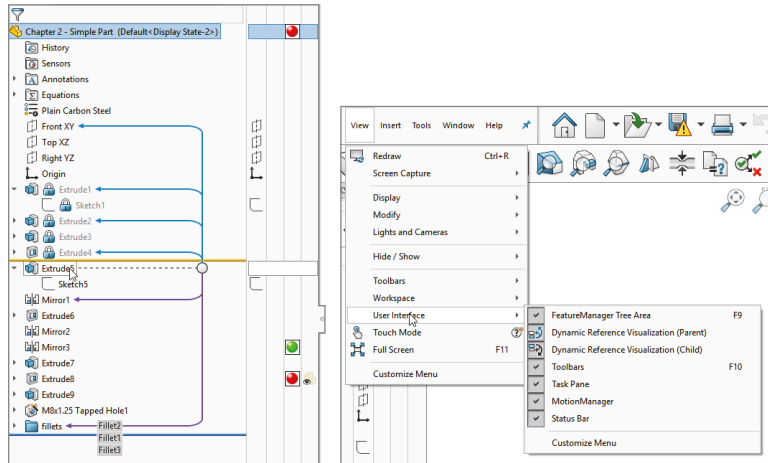 Chapter 2 - Simple Part (Default<Display State-2>)
History
Sensors
Annotations
Equations
Plain Carbon Steel
Front XY
Top XZ
Right YZ
Origin
Extrude1
Sketch1
Extrude2
Extrude3
Extrude4
Extrude5
Sketch5
Mirror1
Extrude6
Mirror2
Mirror3
Extrude7
Extrude8
Extrude9
M8x1.25 Tapped Hole1
fillets
Fillet2
Fillet1
Fillet3
View Insert Tools Window Help
Redraw Ctrl+R
Screen Capture
Display
Modify
Lights and Cameras
Hide / Show
Toolbars
Workspace
User Interface
Touch Mode
Full Screen F11
Customize Menu
FeatureManager Tree Area F9
Dynamic Reference Visualization (Parent)
Dynamic Reference Visualization (Child)
Toolbars F10
Task Pane
MotionManager
Status Bar
Customize Menu